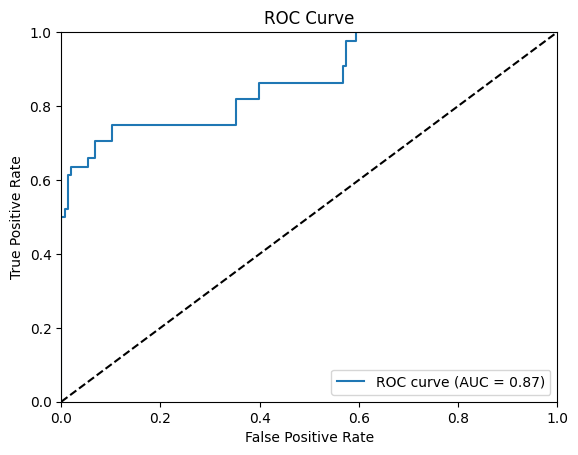 ROC Curve
1.0
0.8
0.6
0.4
0.2
0.0
True Positive Rate
ROC curve (AUC = 0.87)
0.0 0.2 0.4 0.6 0.8 1.0
False Positive Rate